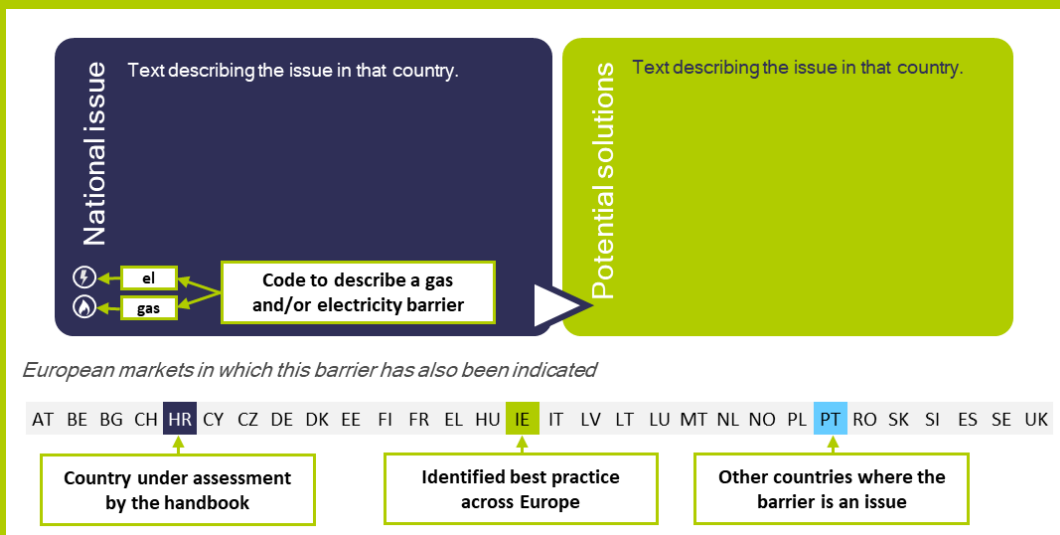 National issue
Text describing the issue in that country.
el
gas
Code to describe a gas
and/or electricity barrier
Potential solutions
Text describing the issue in that country.
European markets in which this barrier has also been indicated
AT BE BG CH HR CY CZ DE DK EE FI FR EL HU IE IT LV LT LU MT NL NO PL PT RO SK SI ES SE UK
Country under assessment
by the handbook
Identified best practice
across Europe
Other countries where the
barrier is an issue